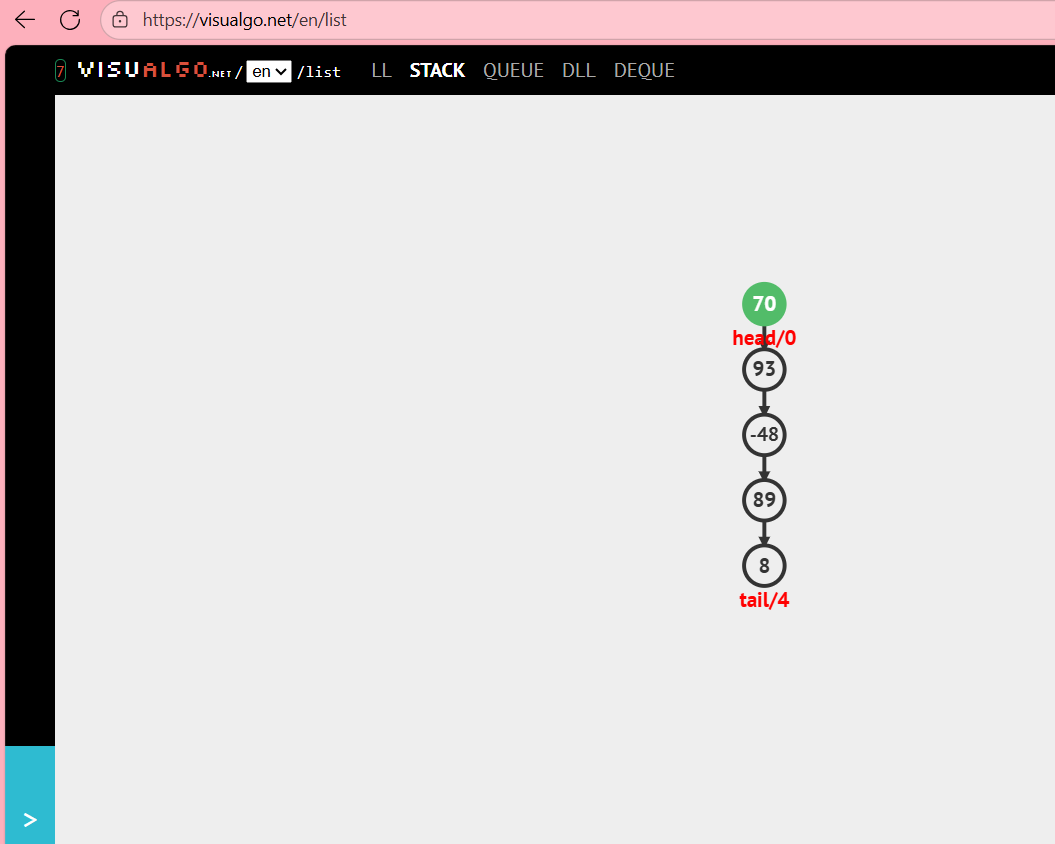 https://visualgo.net/en/list
7 VISUALGO.NET/ en /list LL STACK QUEUE DLL DEQUE
70
head/0
93
-48
89
8
tail/4
>